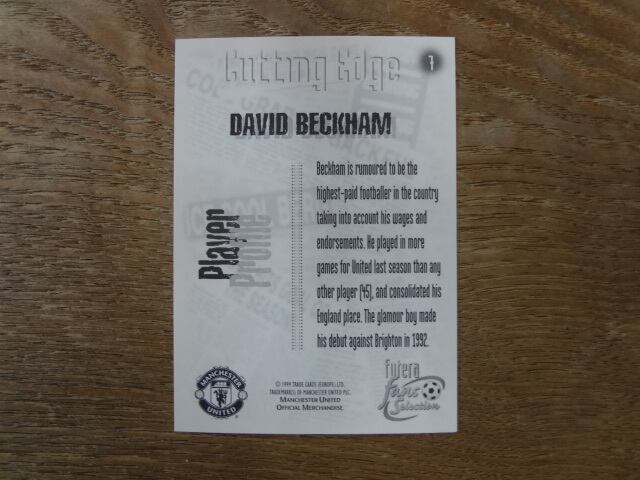 Cutting Edge
7
DAVID BECKHAM
Player
Profile
Beckham is rumoured to be the
highest-paid footballer in the country
taking into account his wages and
endorsements. He played in more
games for United last season than any
other player (45), and consolidated his
England place. The glamour boy made
his debut against Brighton in 1992.
MANCHESTER
UNITED
© 1999 TRADE CARDS (EUROPE) LTD.
TRADEMARK(S) OF MANCHESTER UNITED PLC.
MANCHESTER UNITED
OFFICIAL MERCHANDISE.
futera
fans
Selection